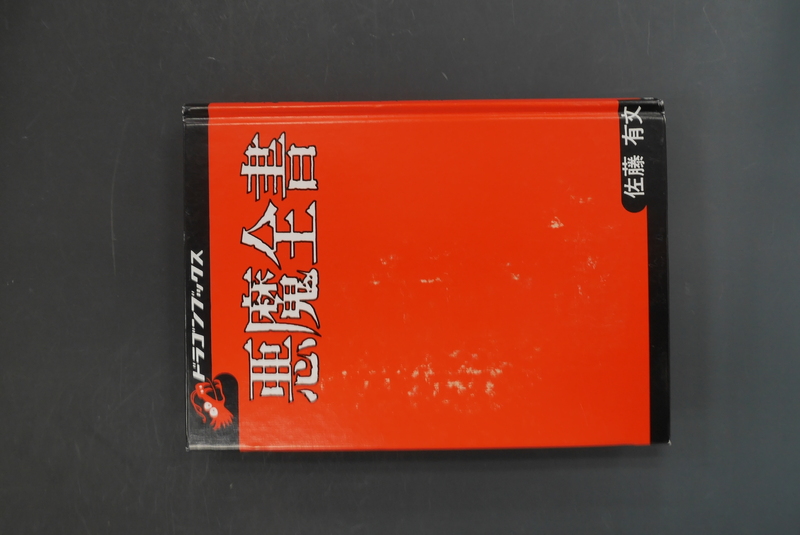 ドラゴンブックス
悪魔全書
佐藤 有文